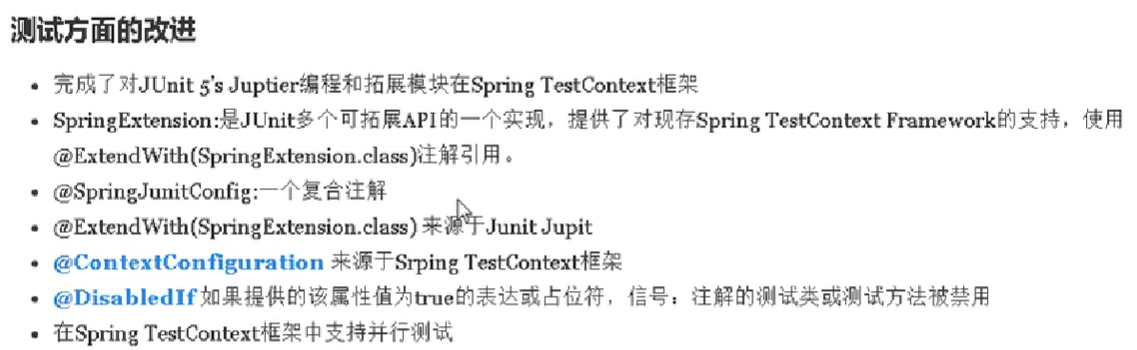 测试方面的改进
完成了对JUnit 5's Juptier编程和拓展模块在Spring TestContext框架
SpringExtension:是JUnit多个可拓展API的一个实现，提供了对现存Spring TestContext Framework的支持，使用
@ExtendWith(SpringExtension.class)注解引用。
@SpringJunitConfig:一个复合注解
@ExtendWith(SpringExtension.class) 来源于Junit Jupit
@ContextConfiguration 来源于Srping TestContext框架
@DisabledIf 如果提供的该属性值为true的表达或占位符，信号：注解的测试类或测试方法被禁用
在Spring TestContext框架中支持并行测试